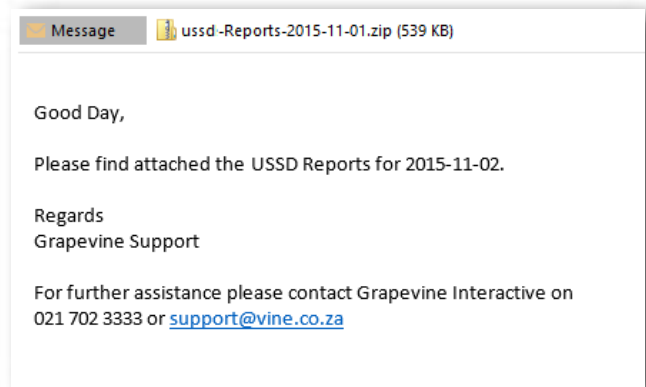 Message ussd-Reports-2015-11-01.zip (539 KB)
Good Day,
Please find attached the USSD Reports for 2015-11-02.
Regards
Grapevine Support
For further assistance please contact Grapevine Interactive on
021 702 3333 or support@vine.co.za